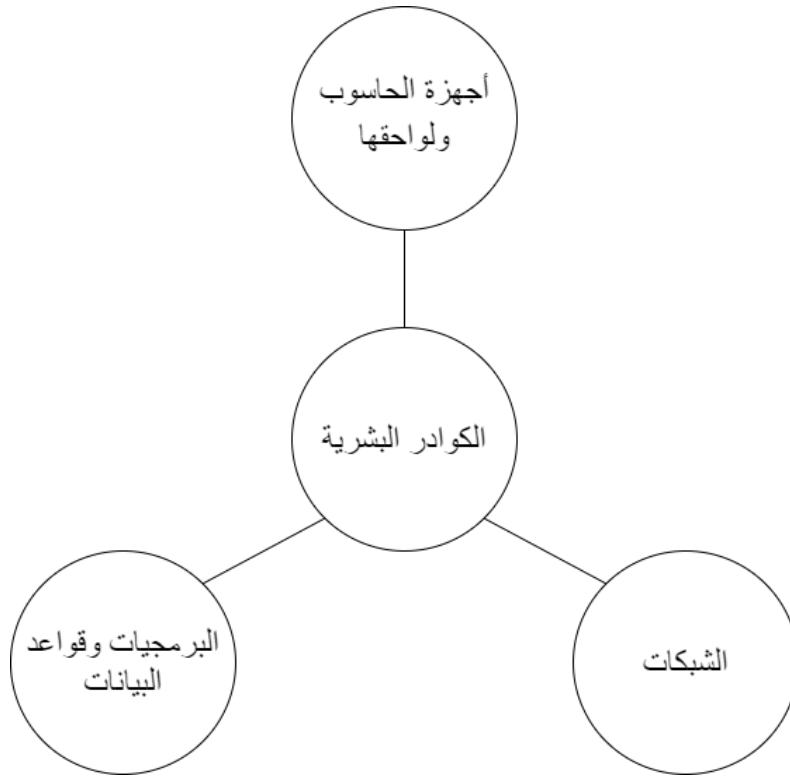 أجهزة الحاسوب
ولواحقها
الكوادر البشرية
البرمجيات وقواعد
البيانات
الشبكات